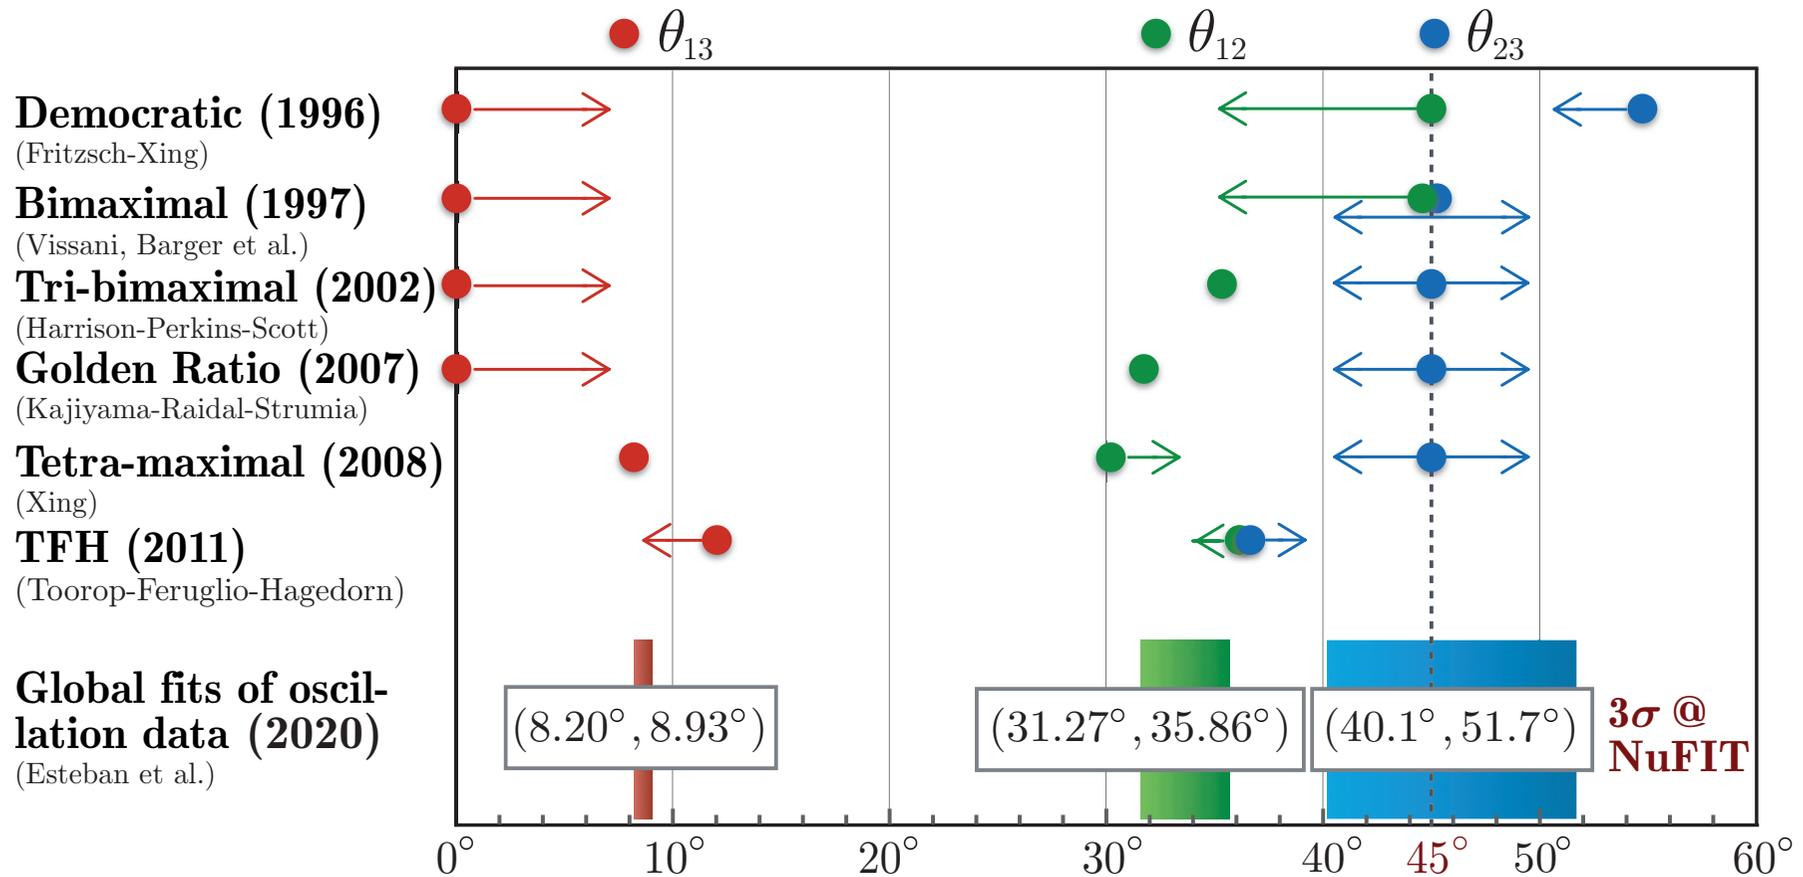 θ₁₃ θ₁₂ θ₂₃
Democratic (1996)
(Fritzsch-Xing)
Bimaximal (1997)
(Vissani, Barger et al.)
Tri-bimaximal (2002)
(Harrison-Perkins-Scott)
Golden Ratio (2007)
(Kajiyama-Raidal-Strumia)
Tetra-maximal (2008)
(Xing)
TFH (2011)
(Toorop-Feruglio-Hagedorn)
Global fits of oscil-
lation data (2020)
(Esteban et al.)
(8.20°, 8.93°)
(31.27°, 35.86°)
(40.1°, 51.7°)
3σ @
NuFIT
0° 10° 20° 30° 40° 45° 50° 60°